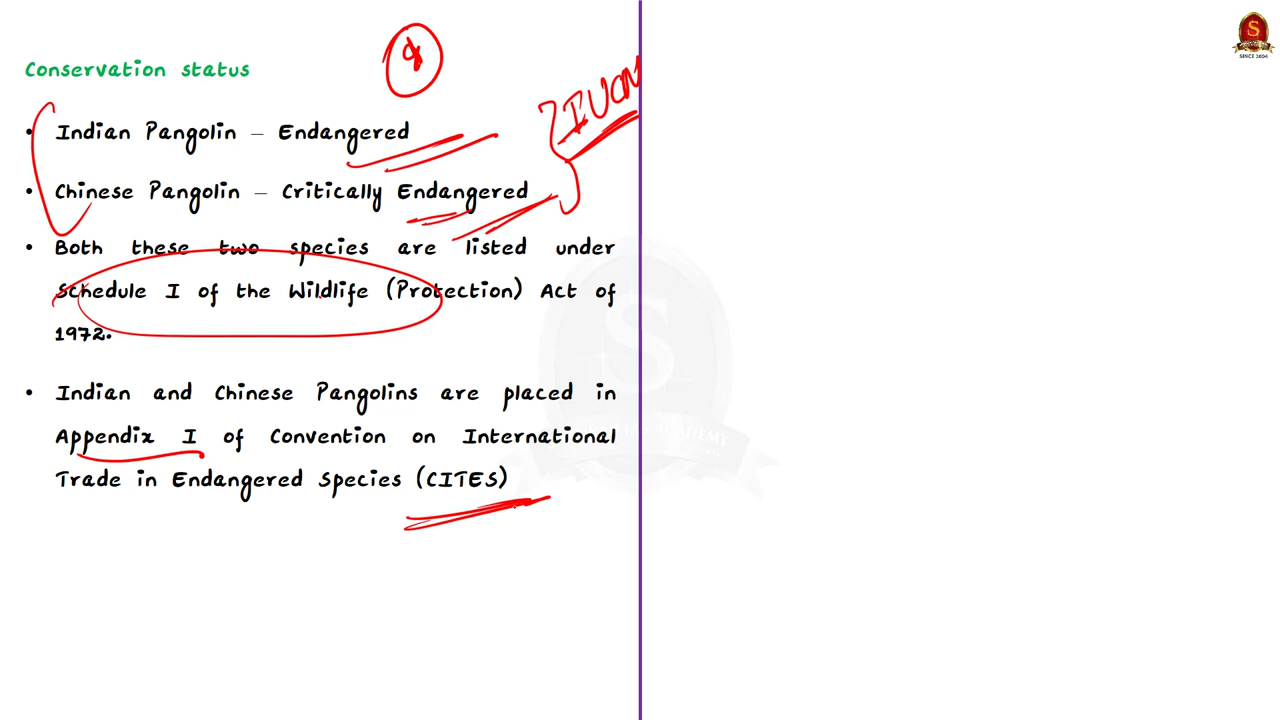 Conservation status
• Indian Pangolin – Endangered
IUCN
• Chinese Pangolin – Critically Endangered
• Both these two species are listed under
Schedule I of the Wildlife (Protection) Act of
1972.
• Indian and Chinese Pangolins are placed in
Appendix I of Convention on International
Trade in Endangered Species (CITES)
S
SINCE 2004